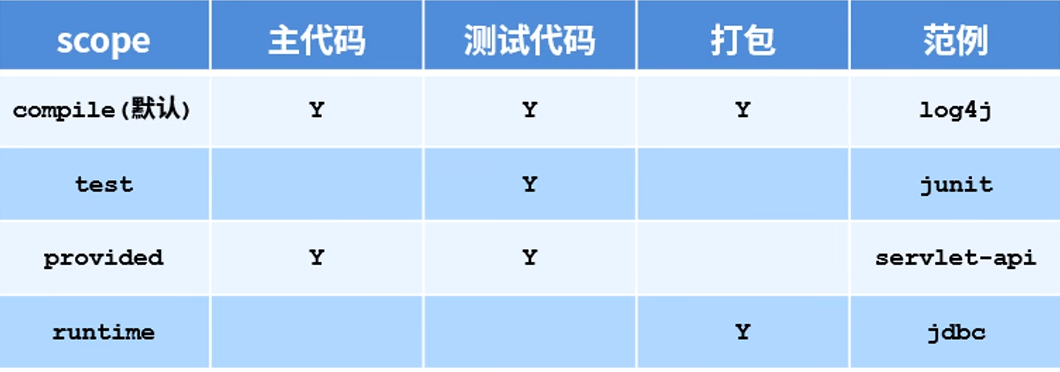 scope 主代码 测试代码 打包 范例
compile(默认) Y Y Y log4j
test Y junit
provided Y Y servlet-api
runtime Y jdbc